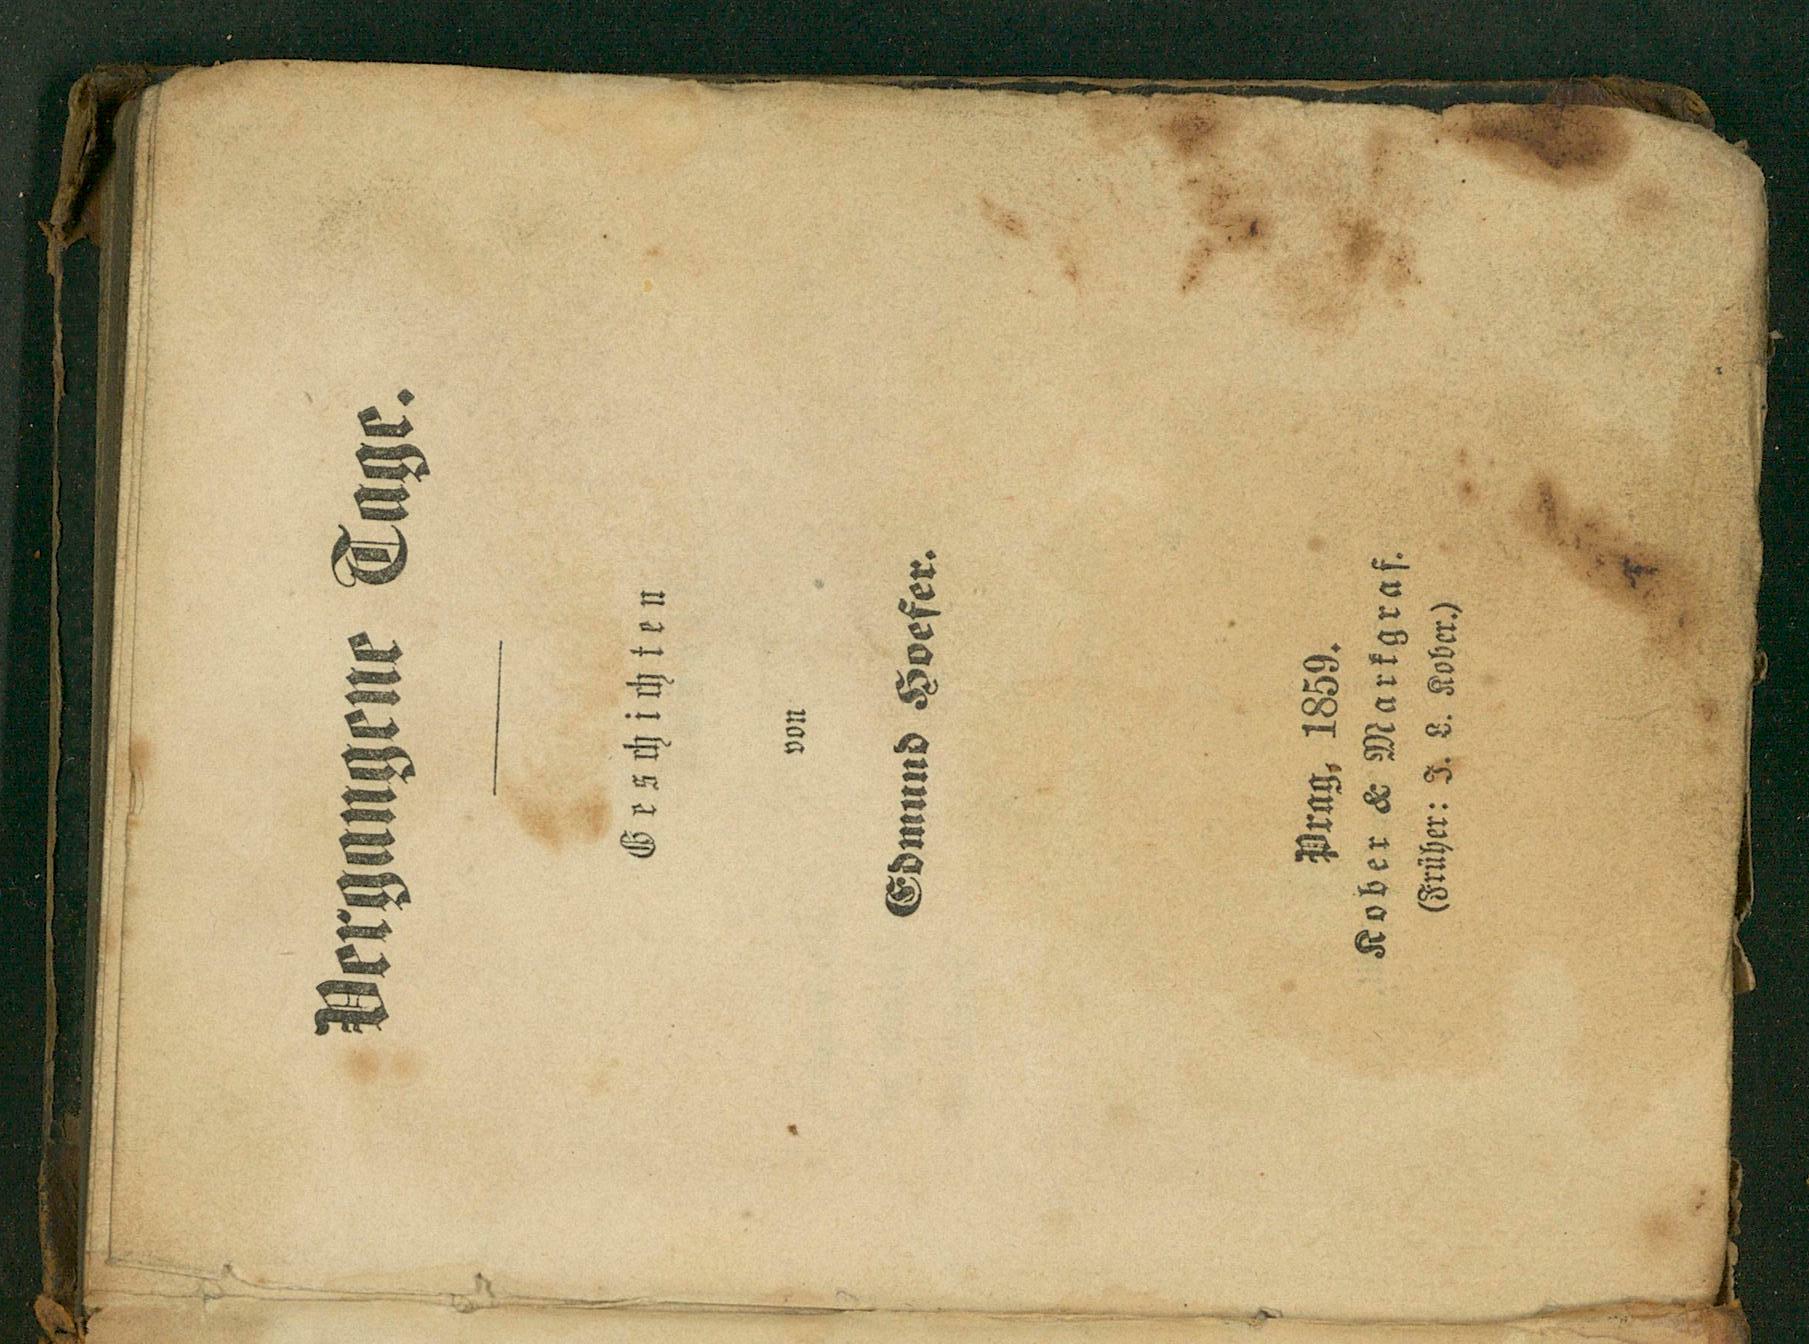 Vergangene Tage.
Geschichten
von
Edmund Hoefer.
Prag, 1859.
Kober & Markgraf.
(Früher: J. L. Kober.)